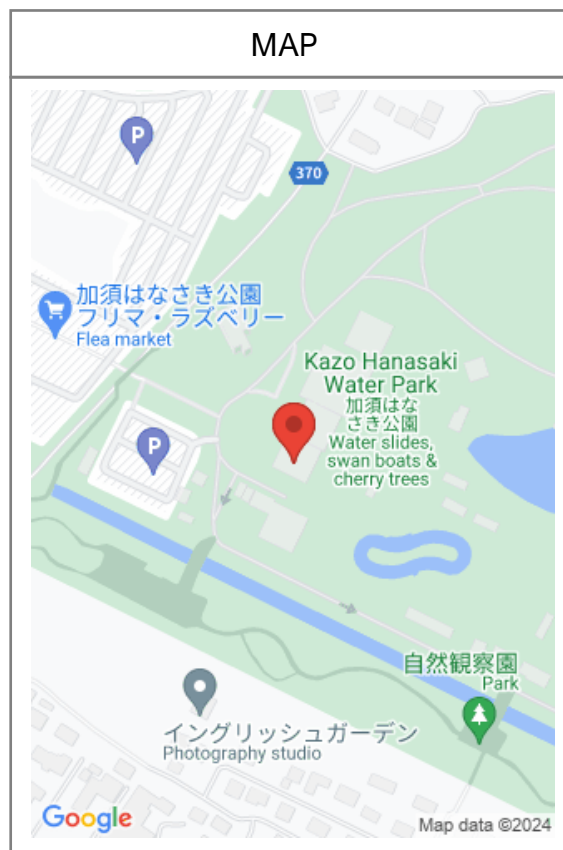 MAP
P
370
加須はなさき公園
フリマ・ラズベリー
Flea market
Kazo Hanasaki
Water Park
加須はな
さき公園
Water slides,
swan boats &
cherry trees
P
自然観察園
Park
イングリッシュガーデン
Photography studio
Google
Map data ©2024